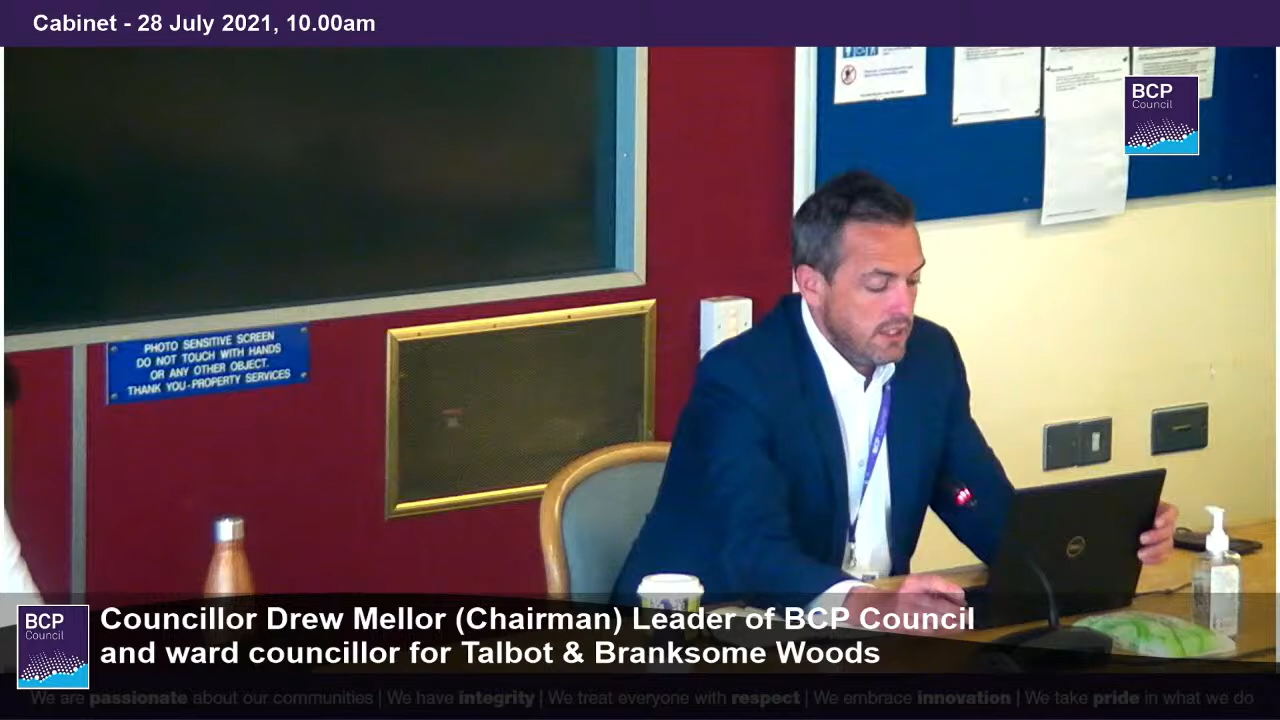 Cabinet - 28 July 2021, 10.00am
BCP
Council
PHOTO SENSITIVE SCREEN
DO NOT TOUCH WITH HANDS
OR ANY OTHER OBJECT.
THANK YOU-PROPERTY SERVICES
BCP
BCP
Council
Councillor Drew Mellor (Chairman) Leader of BCP Council
and ward councillor for Talbot & Branksome Woods
We are passionate about our communities | We have integrity | We treat everyone with respect | We embrace innovation | We take pride in what we do